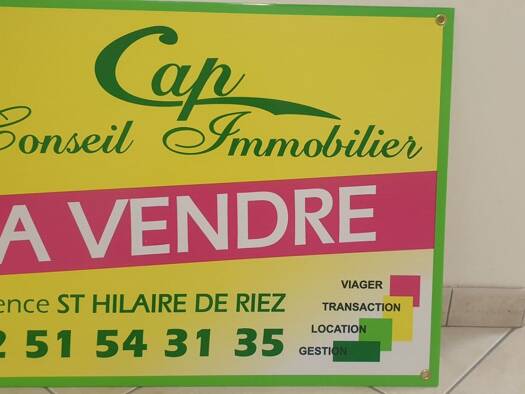 Cap
Conseil Immobilier
A VENDRE
VIAGER
TRANSACTION
ence ST HILAIRE DE RIEZ
LOCATION
2 51 54 31 35
GESTION